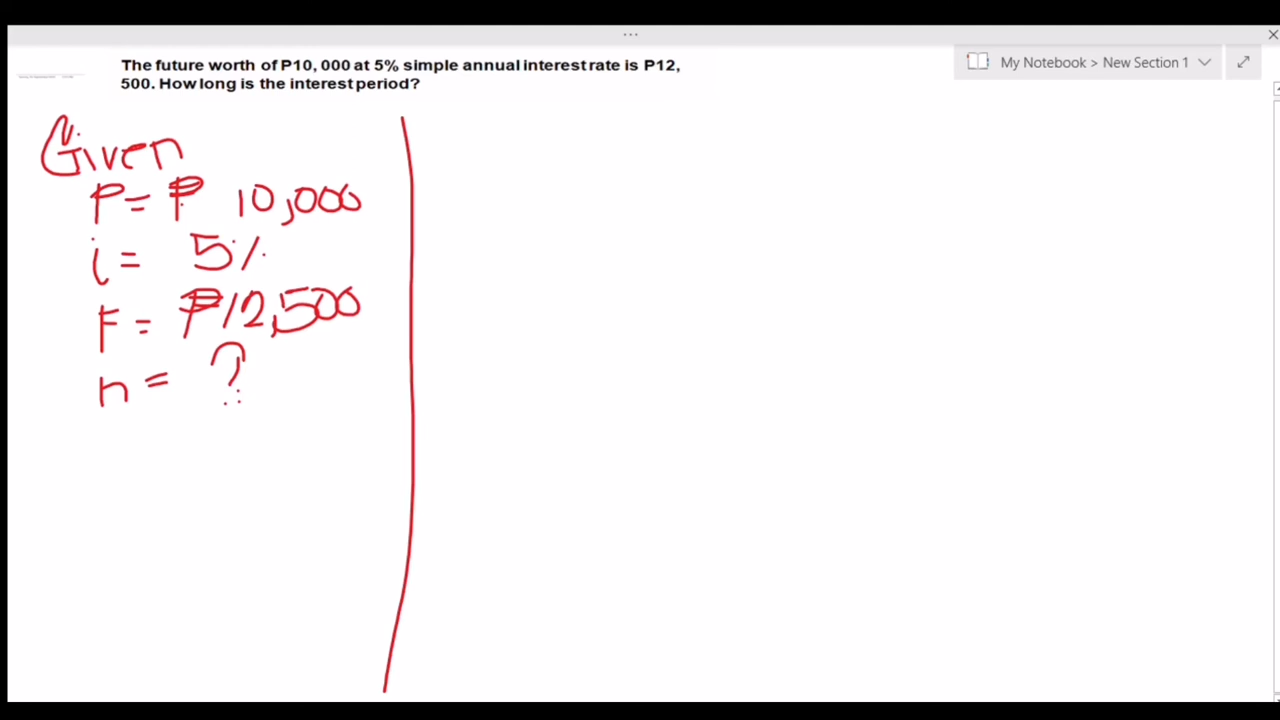 ...
My Notebook > New Section 1
The future worth of P10, 000 at 5% simple annual interest rate is P12,
500. How long is the interest period?
Given
P = ₱ 10,000
i = 5%
F = ₱12,500
n = ?